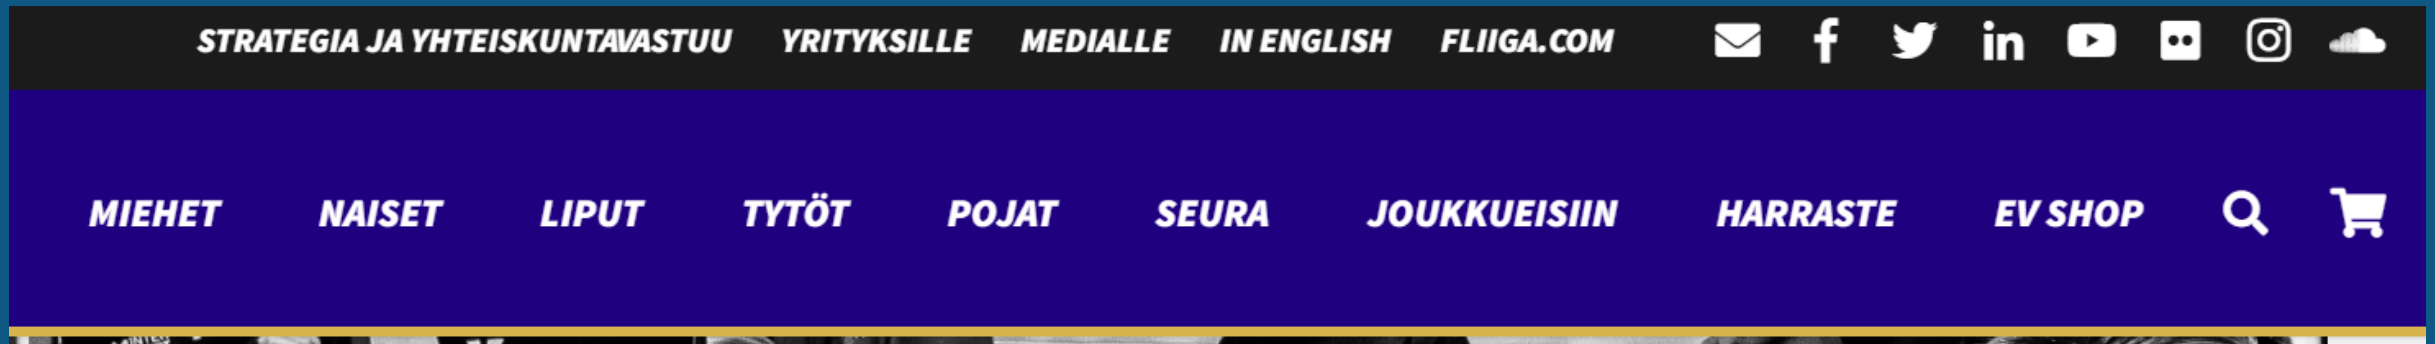 STRATEGIA JA YHTEISKUNTAVASTUU YRITYKSILLE MEDIALLE IN ENGLISH FLIIGA.COM
MIEHET NAISET LIPUT TYTÖT POJAT SEURA JOUKKUEISIIN HARRASTE EV SHOP